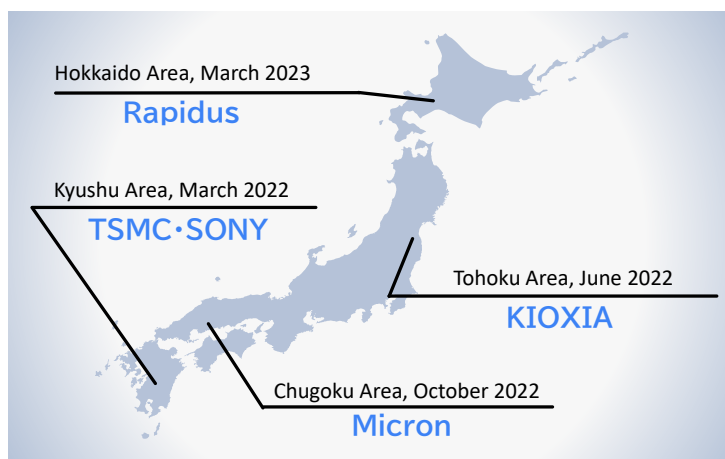 Hokkaido Area, March 2023
Rapidus
Kyushu Area, March 2022
TSMC・SONY
Tohoku Area, June 2022
KIOXIA
Chugoku Area, October 2022
Micron